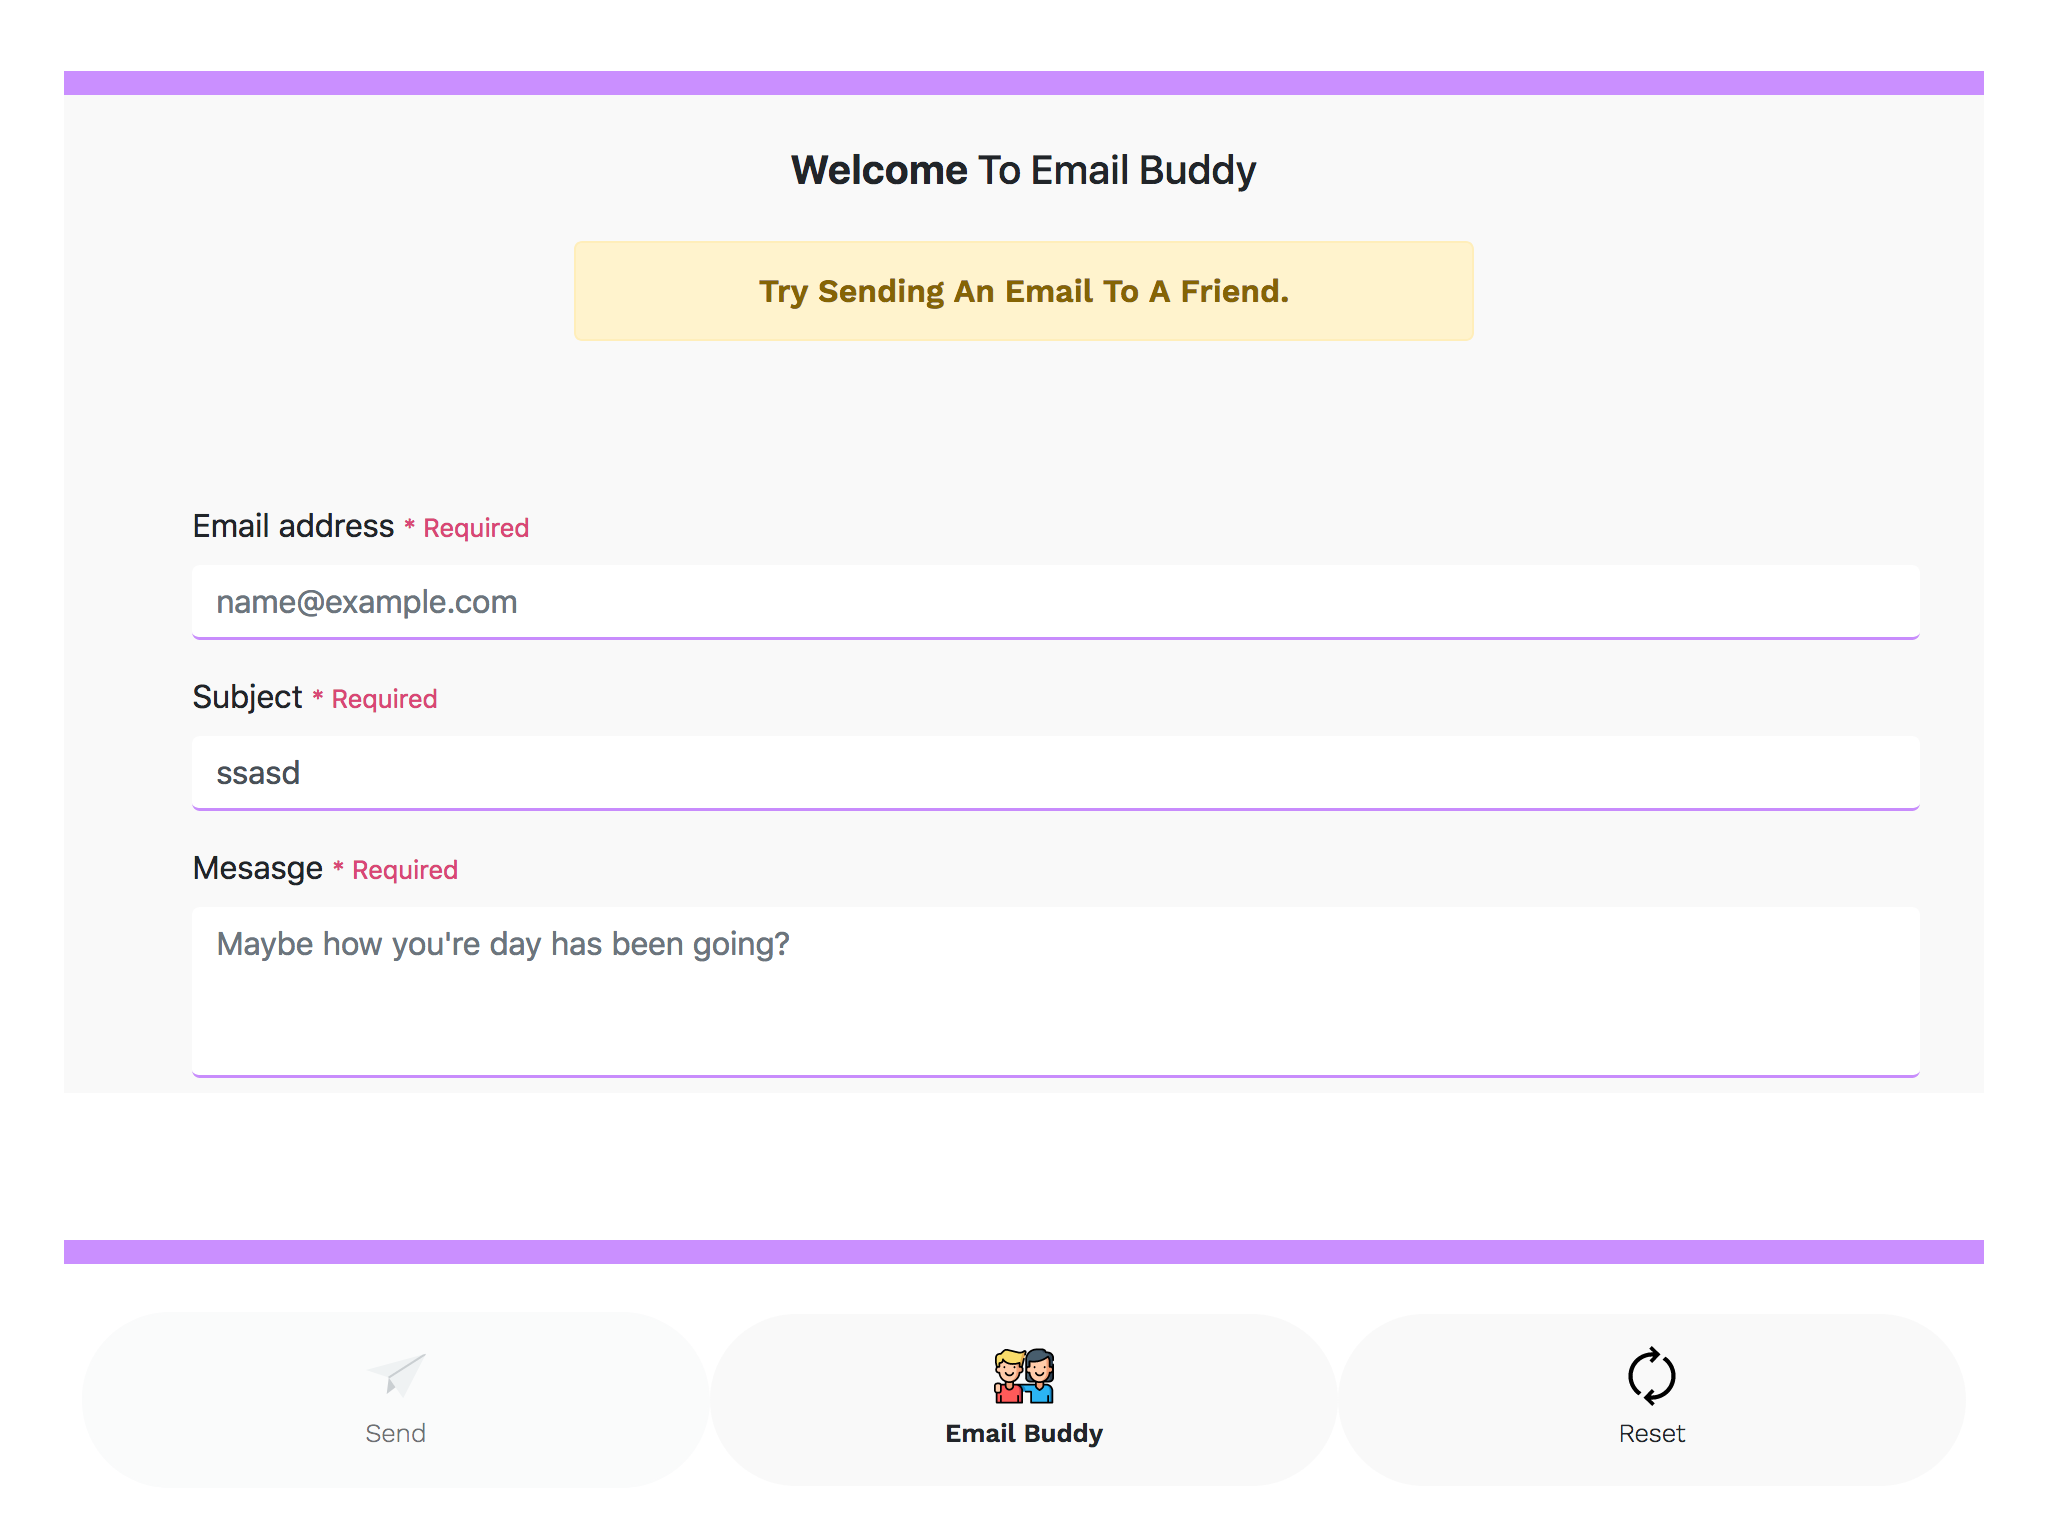 Welcome To Email Buddy
Try Sending An Email To A Friend.
Email address * Required
name@example.com
Subject * Required
ssasd
Mesasge * Required
Maybe how you're day has been going?
Send
Email Buddy
Reset